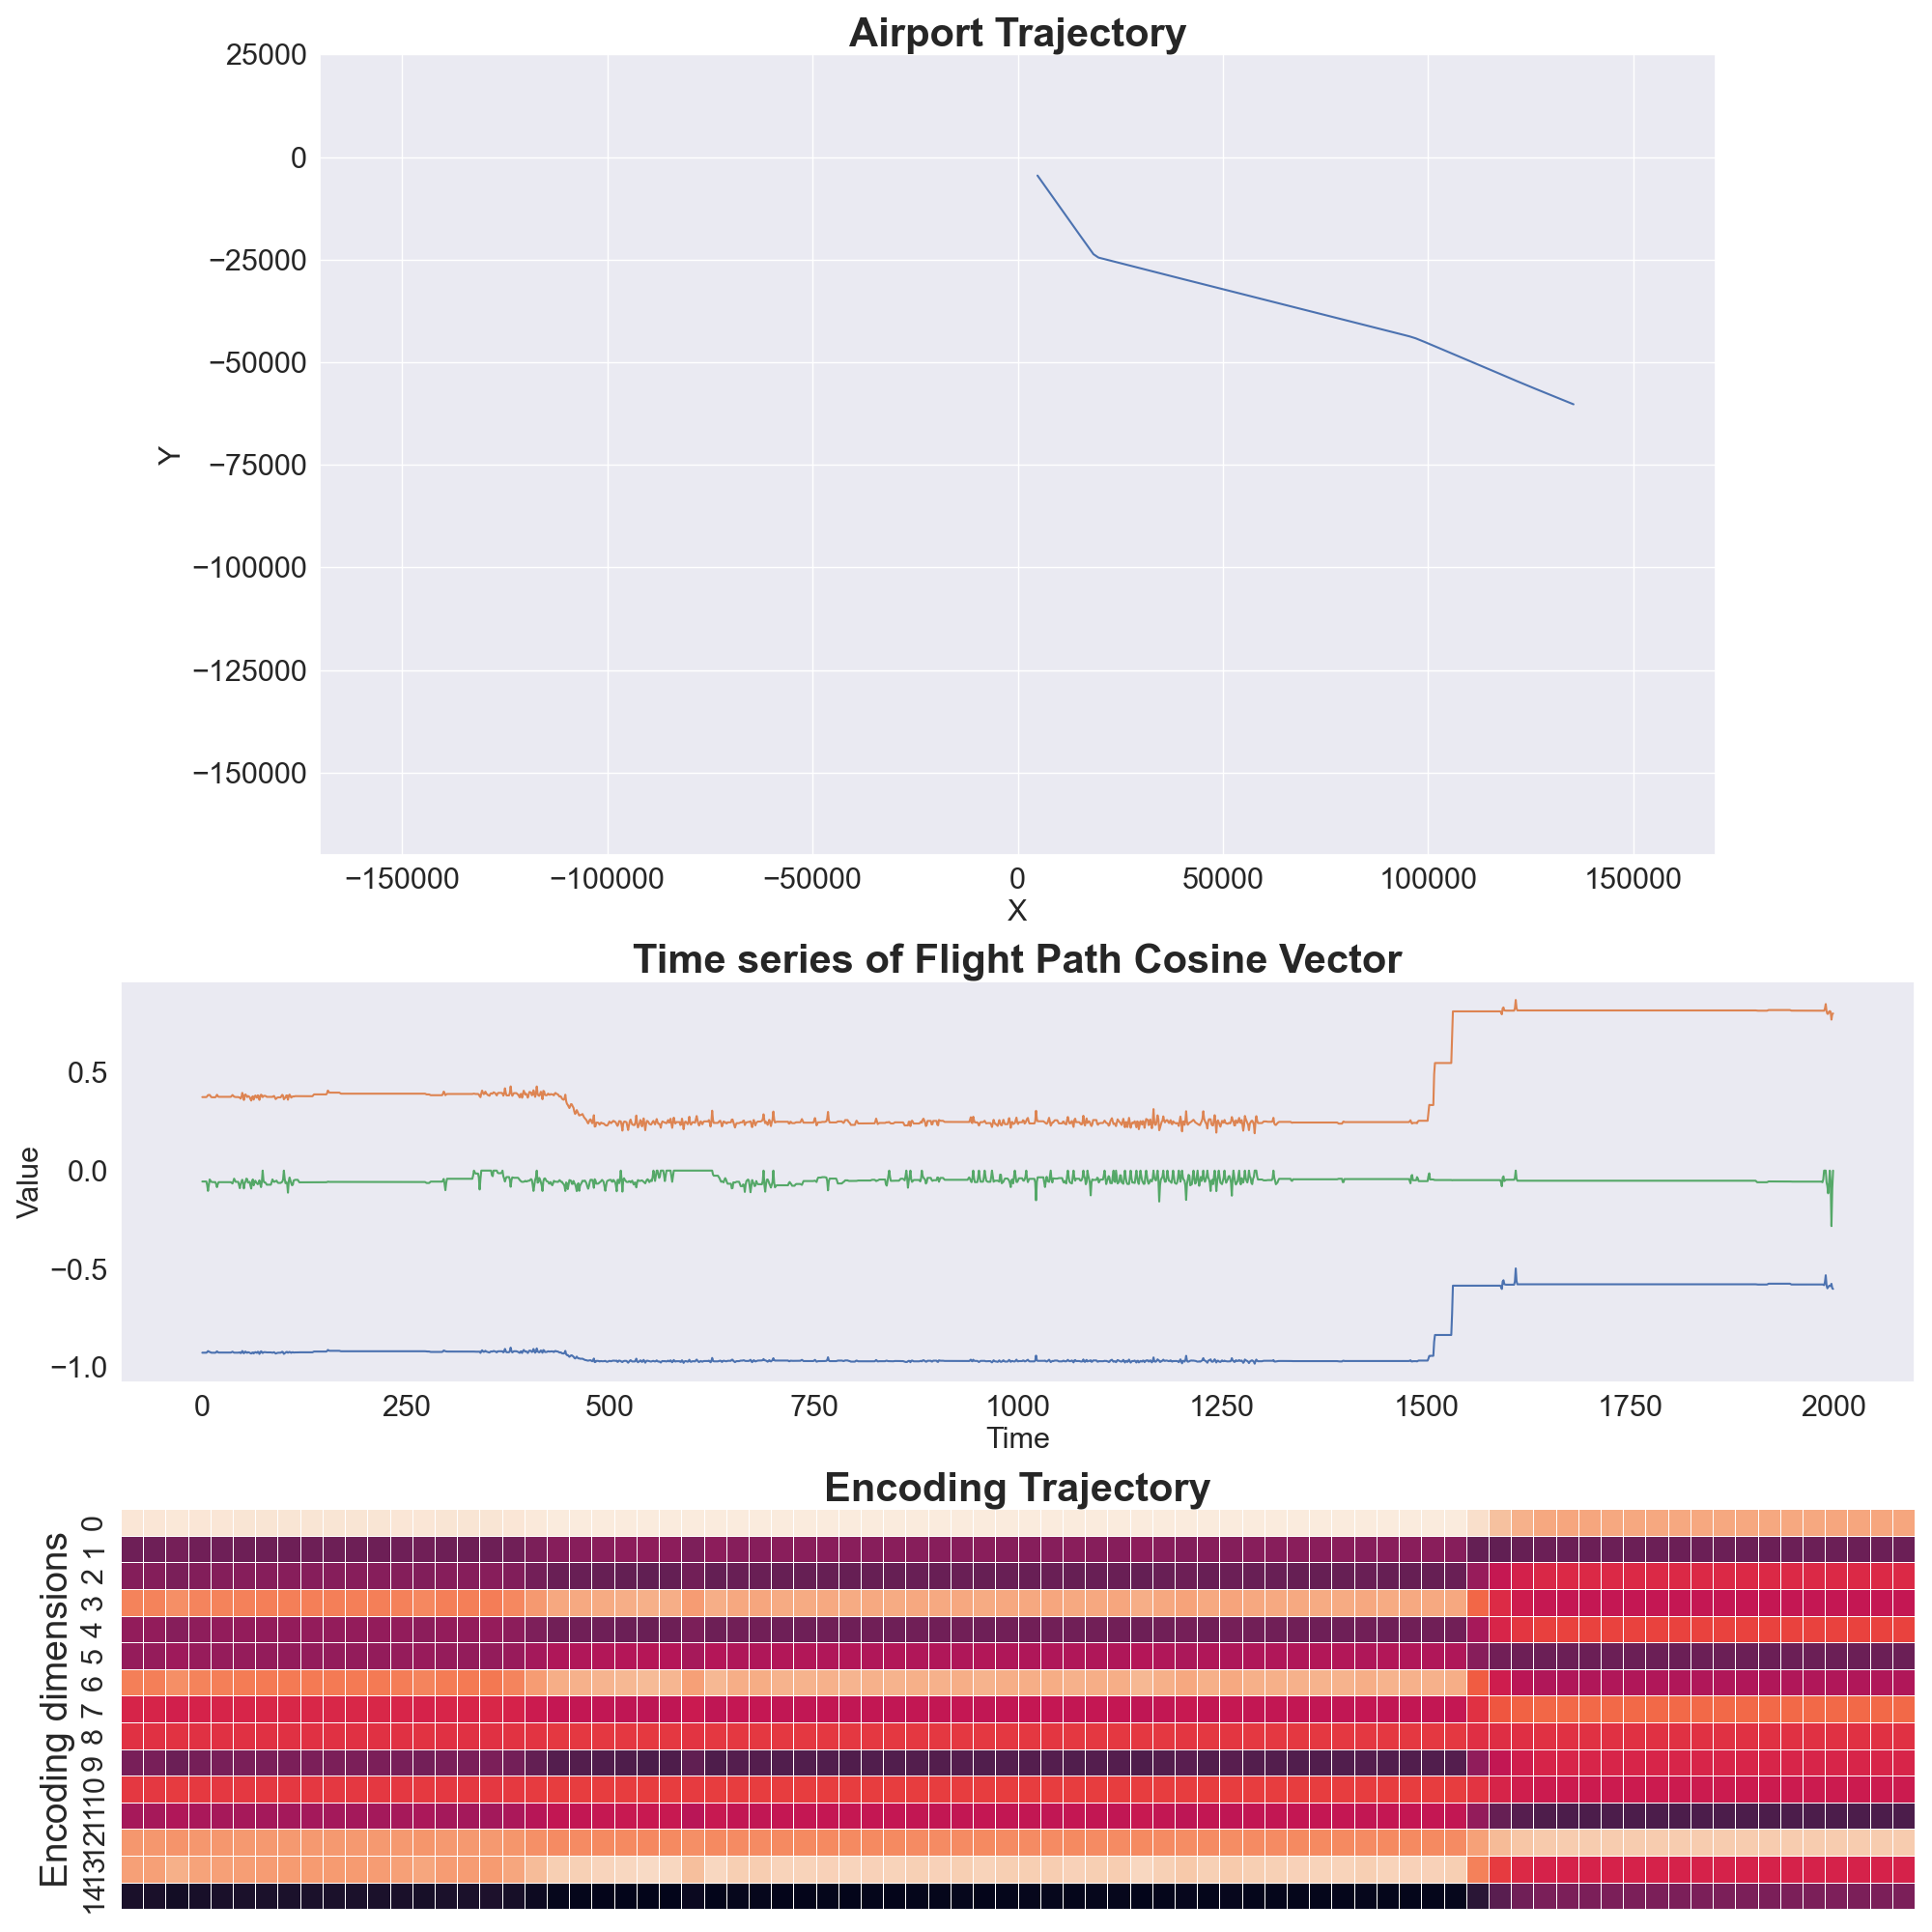 Airport Trajectory
25000
0
−25000
−50000
−75000
−100000
−125000
−150000
Y
−150000 −100000 −50000 0 50000 100000 150000
X
Time series of Flight Path Cosine Vector
0.5
0.0
−0.5
−1.0
Value
0 250 500 750 1000 1250 1500 1750 2000
Time
Encoding Trajectory
Encoding dimensions
0
1
2
3
4
5
6
7
8
9
10
11
12
13
14